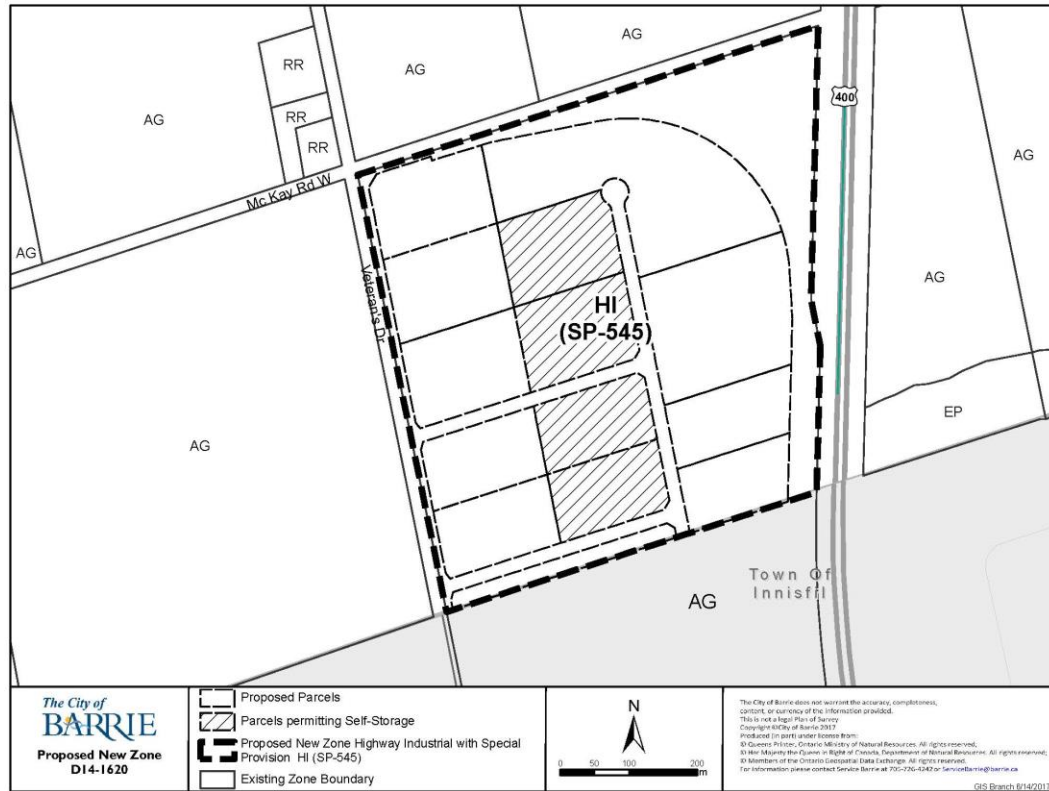 AG
RR
AG
400
AG
RR
AG
RR
AG
Mc Kay Rd W
AG
Veteran's Dr
HI
(SP-545)
AG
AG
EP
Town Of
Innisfil
AG
The City of
BARRIE
Proposed New Zone
D14-1620
Proposed Parcels
Parcels permitting Self-Storage
Proposed New Zone Highway Industrial with Special
Provision HI (SP-545)
Existing Zone Boundary
N
0 50 100 200
m
The City of Barrie does not warrant the accuracy, completeness,
content, or currency of the information provided.
This is not a legal Plan of Survey
Copyright ©City of Barrie 2017
Produced (in part) under license from:
© Queens Printer, Ontario Ministry of Natural Resources. All rights reserved;
© Her Majesty the Queen in Right of Canada, Department of Natural Resources. All rights reserved;
© Members of the Ontario Geospatial Data Exchange. All rights reserved.
For information please contact Service Barrie at 705-726-4242 or ServiceBarrie@barrie.ca
GIS Branch 6/14/2017